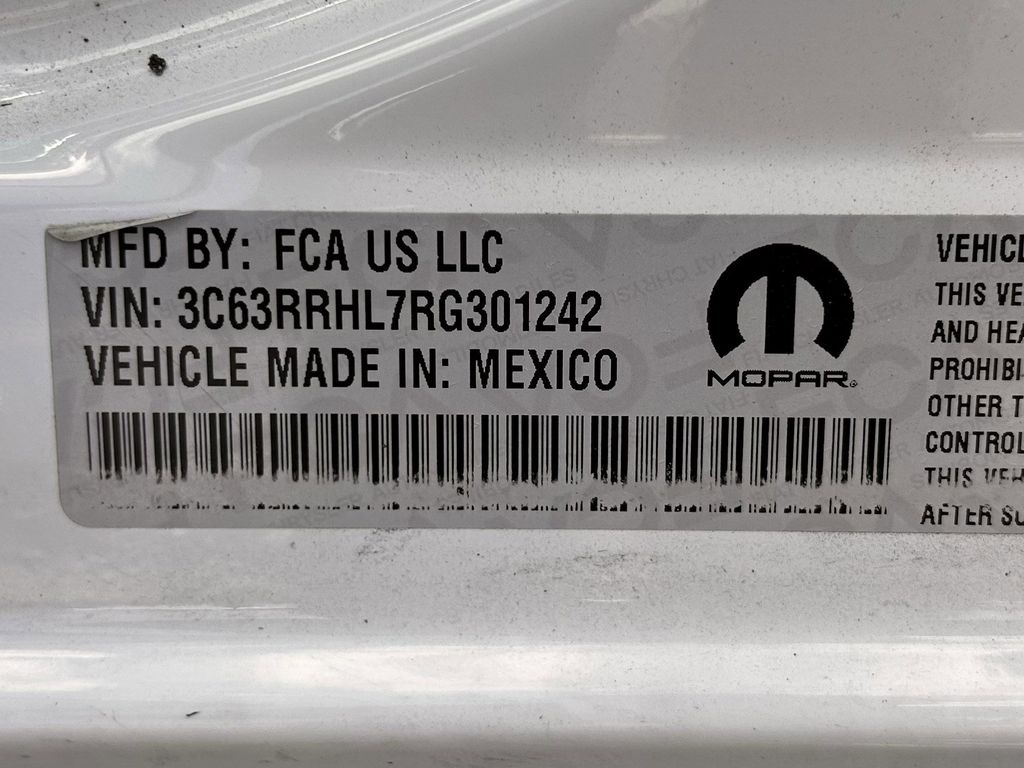 MFD BY: FCA US LLC
VIN: 3C63RRHL7RG301242
VEHICLE MADE IN: MEXICO
MOPAR®
VEHICL
THIS VE
AND HEA
PROHIBI
OTHER T
CONTROL
THIS VEH
AFTER SU